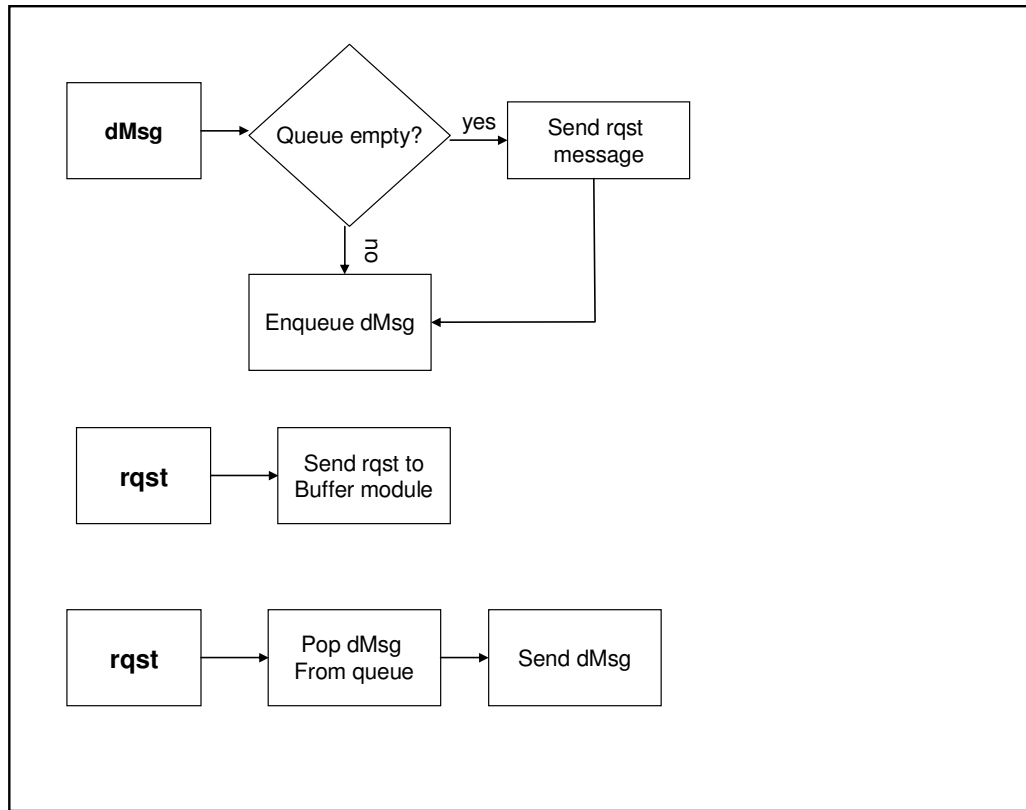 dMsg
Queue empty?
yes
Send rqst
message
no
Enqueue dMsg
rqst
Send rqst to
Buffer module
rqst
Pop dMsg
From queue
Send dMsg